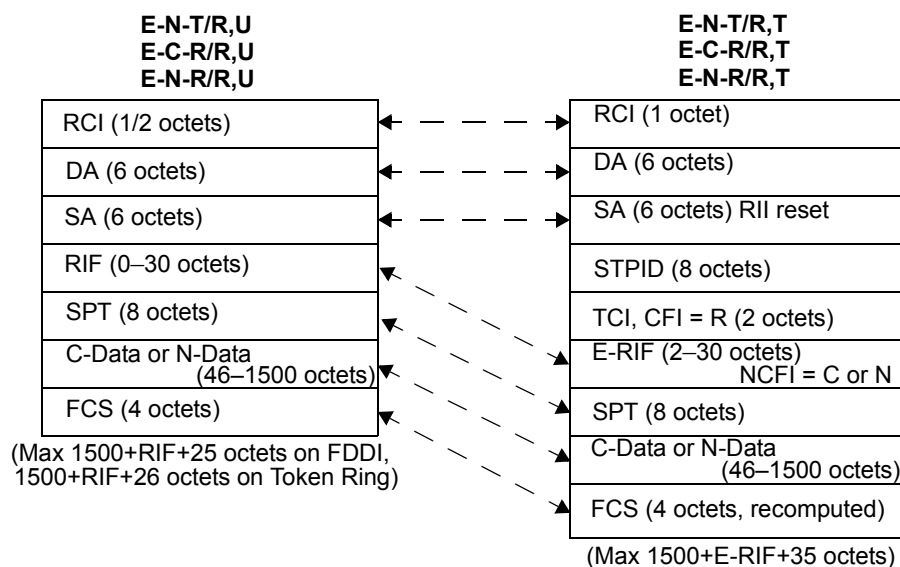 E-N-T/R,U
E-C-R/R,U
E-N-R/R,U
RCI (1/2 octets)
DA (6 octets)
SA (6 octets)
RIF (0–30 octets)
SPT (8 octets)
C-Data or N-Data
(46–1500 octets)
FCS (4 octets)
(Max 1500+RIF+25 octets on FDDI,
1500+RIF+26 octets on Token Ring)
E-N-T/R,T
E-C-R/R,T
E-N-R/R,T
RCI (1 octet)
DA (6 octets)
SA (6 octets) RII reset
STPID (8 octets)
TCI, CFI = R (2 octets)
E-RIF (2–30 octets)
NCFI = C or N
SPT (8 octets)
C-Data or N-Data
(46–1500 octets)
FCS (4 octets, recomputed)
(Max 1500+E-RIF+35 octets)